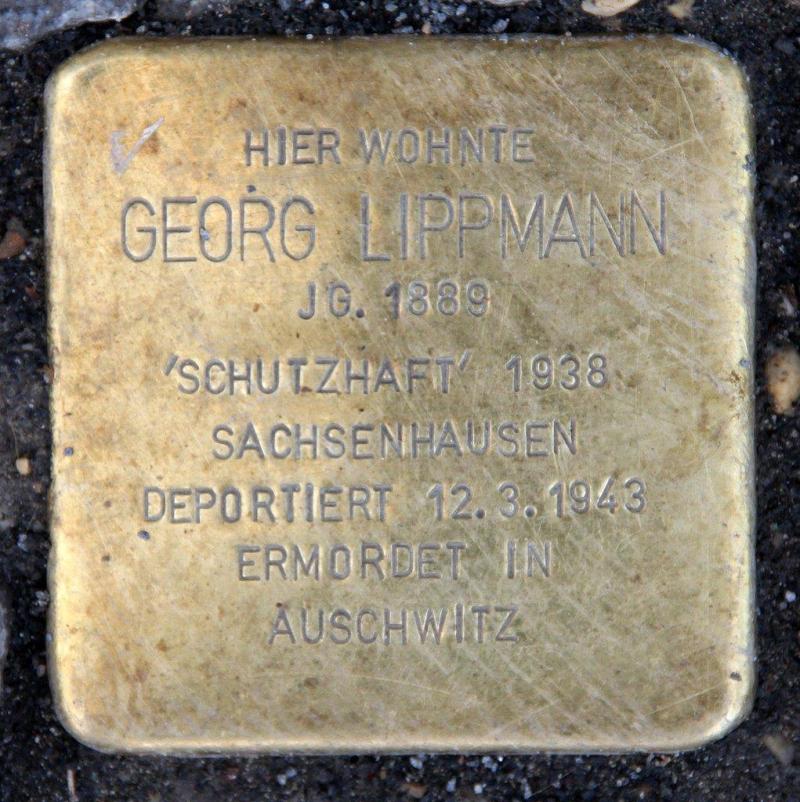 HIER WOHNTE
GEORG LIPPMANN
JG. 1889
'SCHUTZHAFT' 1938
SACHSENHAUSEN
DEPORTIERT 12.3.1943
ERMORDET IN
AUSCHWITZ